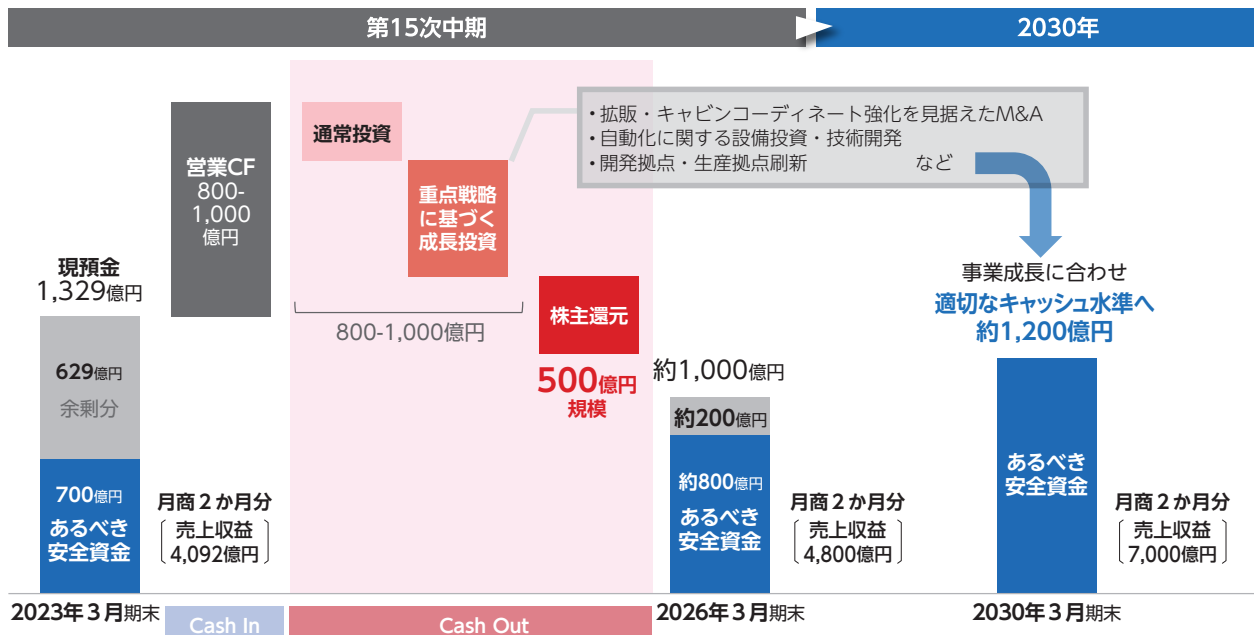 第15次中期
2030年
通常投資
・拡販・キャビンコーディネート強化を見据えたM&A
・自動化に関する設備投資・技術開発
・開発拠点・生産拠点刷新 など
営業CF
800-
1,000
億円
重点戦略
に基づく
成長投資
現預金
1,329億円
事業成長に合わせ
適切なキャッシュ水準へ
約1,200億円
株主還元
800-1,000億円
500億円
規模
約1,000億円
629億円
余剰分
約200億円
700億円
あるべき
安全資金
月商2か月分
売上収益
4,092億円
約800億円
あるべき
安全資金
月商2か月分
売上収益
4,800億円
あるべき
安全資金
月商2か月分
売上収益
7,000億円
2023年3月期末
Cash In
Cash Out
2026年3月期末
2030年3月期末